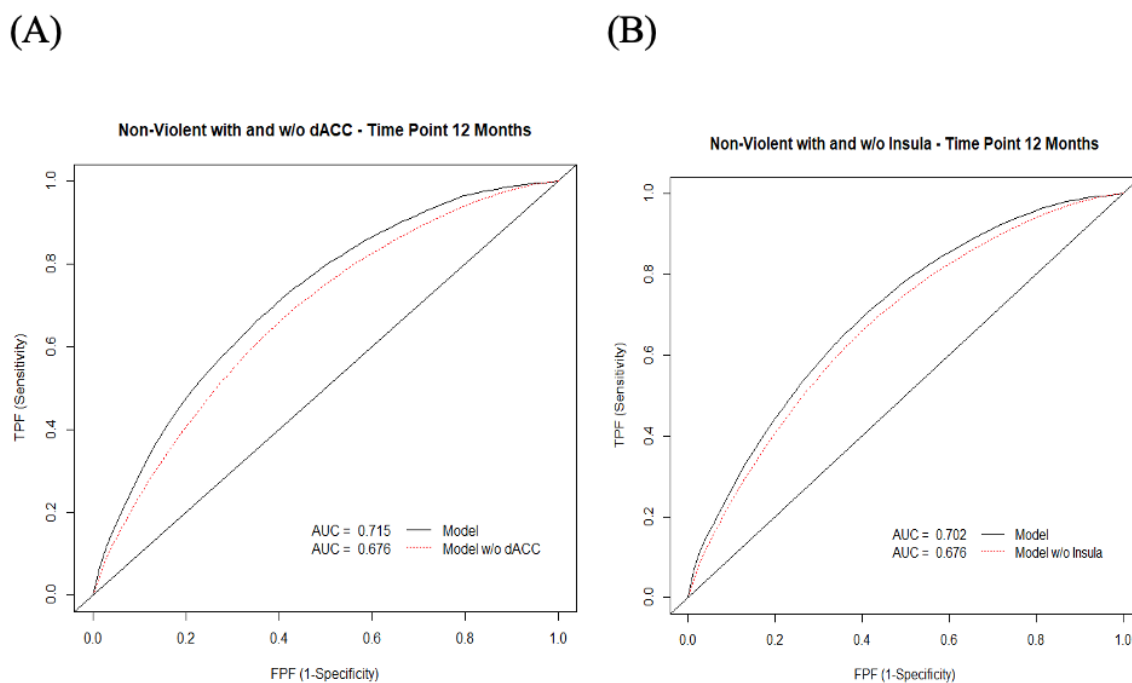 (A)
(B)
Non-Violent with and w/o dACC - Time Point 12 Months
TPF (Sensitivity)
1.0
0.8
0.6
0.4
0.2
0.0
AUC = 0.715 Model
AUC = 0.676 Model w/o dACC
0.0 0.2 0.4 0.6 0.8 1.0
FPF (1-Specificity)
Non-Violent with and w/o Insula - Time Point 12 Months
TPF (Sensitivity)
1.0
0.8
0.6
0.4
0.2
0.0
AUC = 0.702 Model
AUC = 0.676 Model w/o Insula
0.0 0.2 0.4 0.6 0.8 1.0
FPF (1-Specificity)